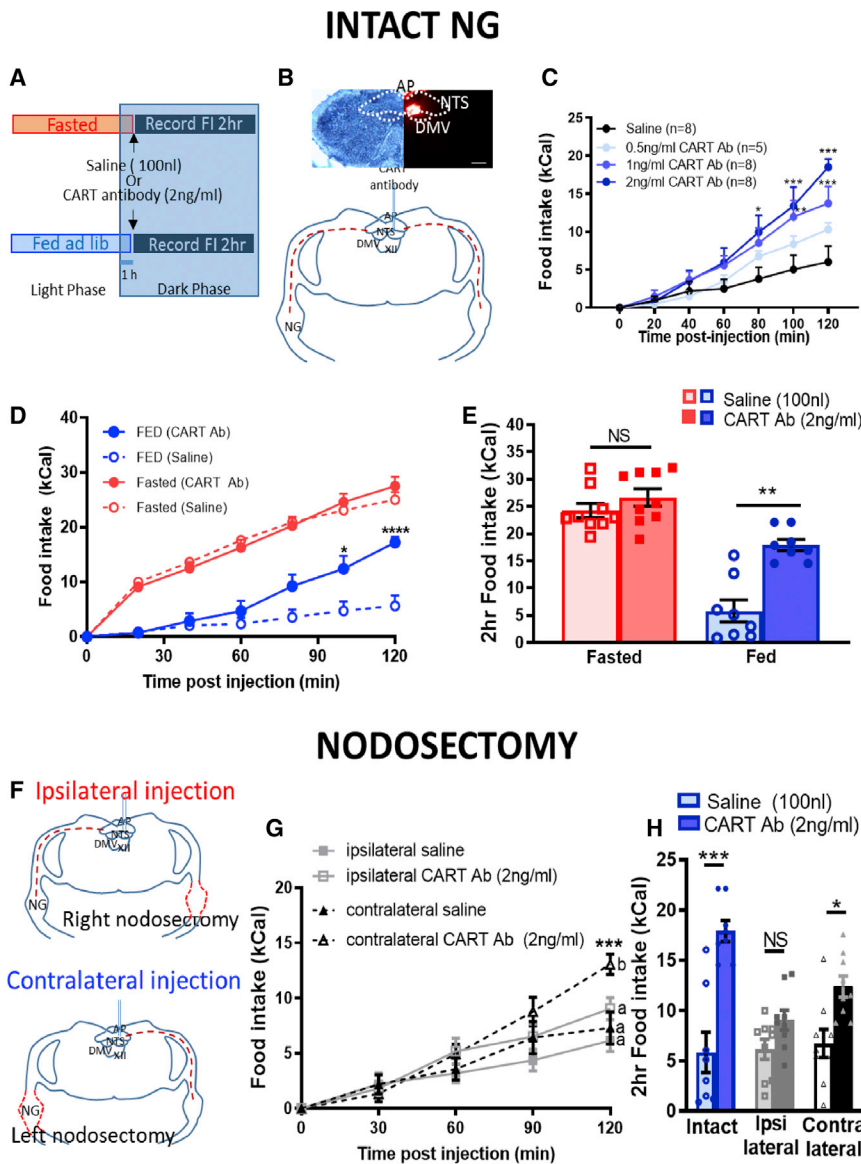 INTACT NG
A
Fasted
Record FI 2hr
Saline ( 100nl)
Or
CART antibody (2ng/ml)
Fed ad lib
Record FI 2hr
1 h
Light Phase
Dark Phase
B
AP
NTS
DMV
CART
antibody
AP
NTS
DMV
XII
NG
C
Saline (n=8)
0.5ng/ml CART Ab (n=5)
1ng/ml CART Ab (n=8)
2ng/ml CART Ab (n=8)
Food intake (kCal)
25
20
15
10
5
0
*
***
**
***
***
0 20 40 60 80 100 120
Time post-injection (min)
D
FED (CART Ab)
FED (Saline)
Fasted (CART Ab)
Fasted (Saline)
Food intake (kCal)
40
30
20
10
0
*
****
0 30 60 90 120
Time post injection (min)
E
Saline (100nl)
CART Ab (2ng/ml)
2hr Food intake (kCal)
40
35
30
25
20
15
10
5
0
NS
**
Fasted Fed
NODOSECTOMY
F
Ipsilateral injection
AP
NTS
DMV
XII
NG
Right nodosectomy
Contralateral injection
AP
NTS
DMV
XII
NG
Left nodosectomy
G
ipsilateral saline
ipsilateral CART Ab (2ng/ml)
contralateral saline
contralateral CART Ab (2ng/ml)
Food intake (kCal)
20
15
10
5
0
***
b
a
a
a
0 30 60 90 120
Time post injection (min)
H
Saline (100nl)
CART Ab (2ng/ml)
2hr Food intake (kCal)
25
20
15
10
5
0
***
NS
*
Intact Ipsi Contra
lateral lateral